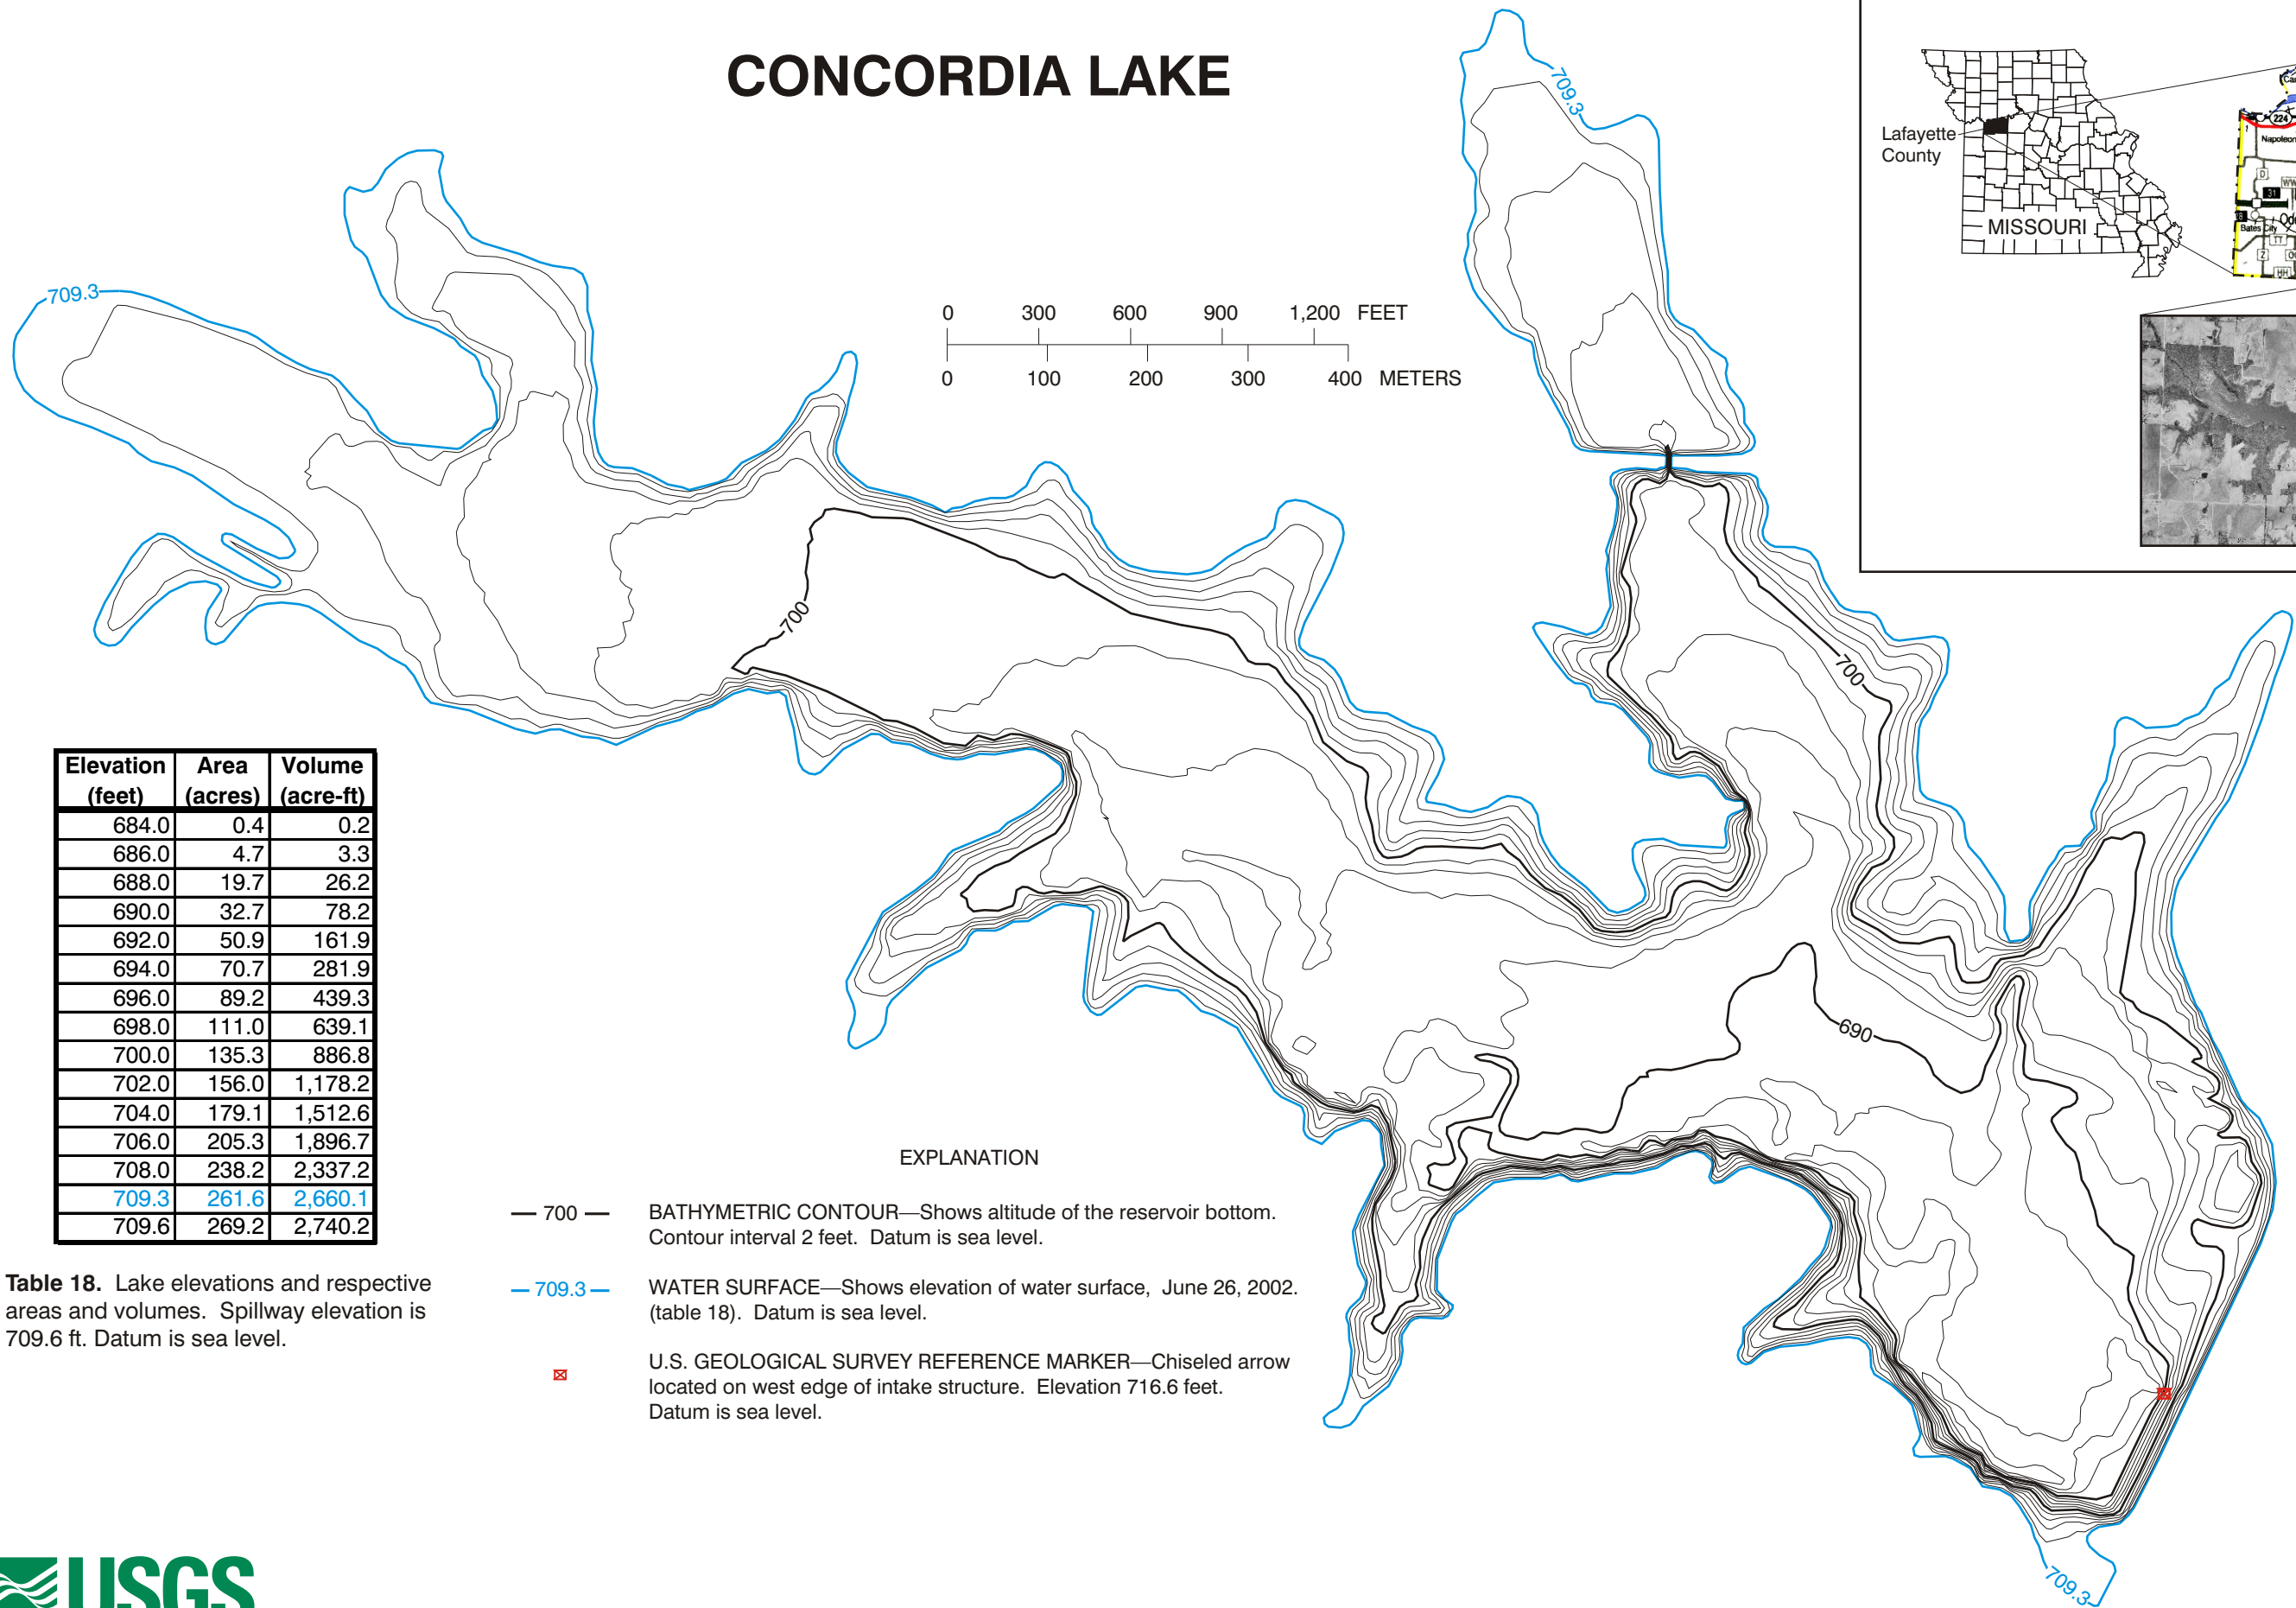 CONCORDIA LAKE
709.3
709.3
0 300 600 900 1,200 FEET
0 100 200 300 400 METERS
Lafayette
County
MISSOURI
224
Napoleon
D
31
Bates City
Z
TT
HH
700
700
690
709.3
Elevation (feet) Area (acres) Volume (acre-ft)
684.0 0.4 0.2
686.0 4.7 3.3
688.0 19.7 26.2
690.0 32.7 78.2
692.0 50.9 161.9
694.0 70.7 281.9
696.0 89.2 439.3
698.0 111.0 639.1
700.0 135.3 886.8
702.0 156.0 1,178.2
704.0 179.1 1,512.6
706.0 205.3 1,896.7
708.0 238.2 2,337.2
709.3 261.6 2,660.1
709.6 269.2 2,740.2
Table 18. Lake elevations and respective
areas and volumes. Spillway elevation is
709.6 ft. Datum is sea level.
EXPLANATION
700 BATHYMETRIC CONTOUR—Shows altitude of the reservoir bottom.
Contour interval 2 feet. Datum is sea level.
709.3 WATER SURFACE—Shows elevation of water surface, June 26, 2002.
(table 18). Datum is sea level.
U.S. GEOLOGICAL SURVEY REFERENCE MARKER—Chiseled arrow
located on west edge of intake structure. Elevation 716.6 feet.
Datum is sea level.
USGS